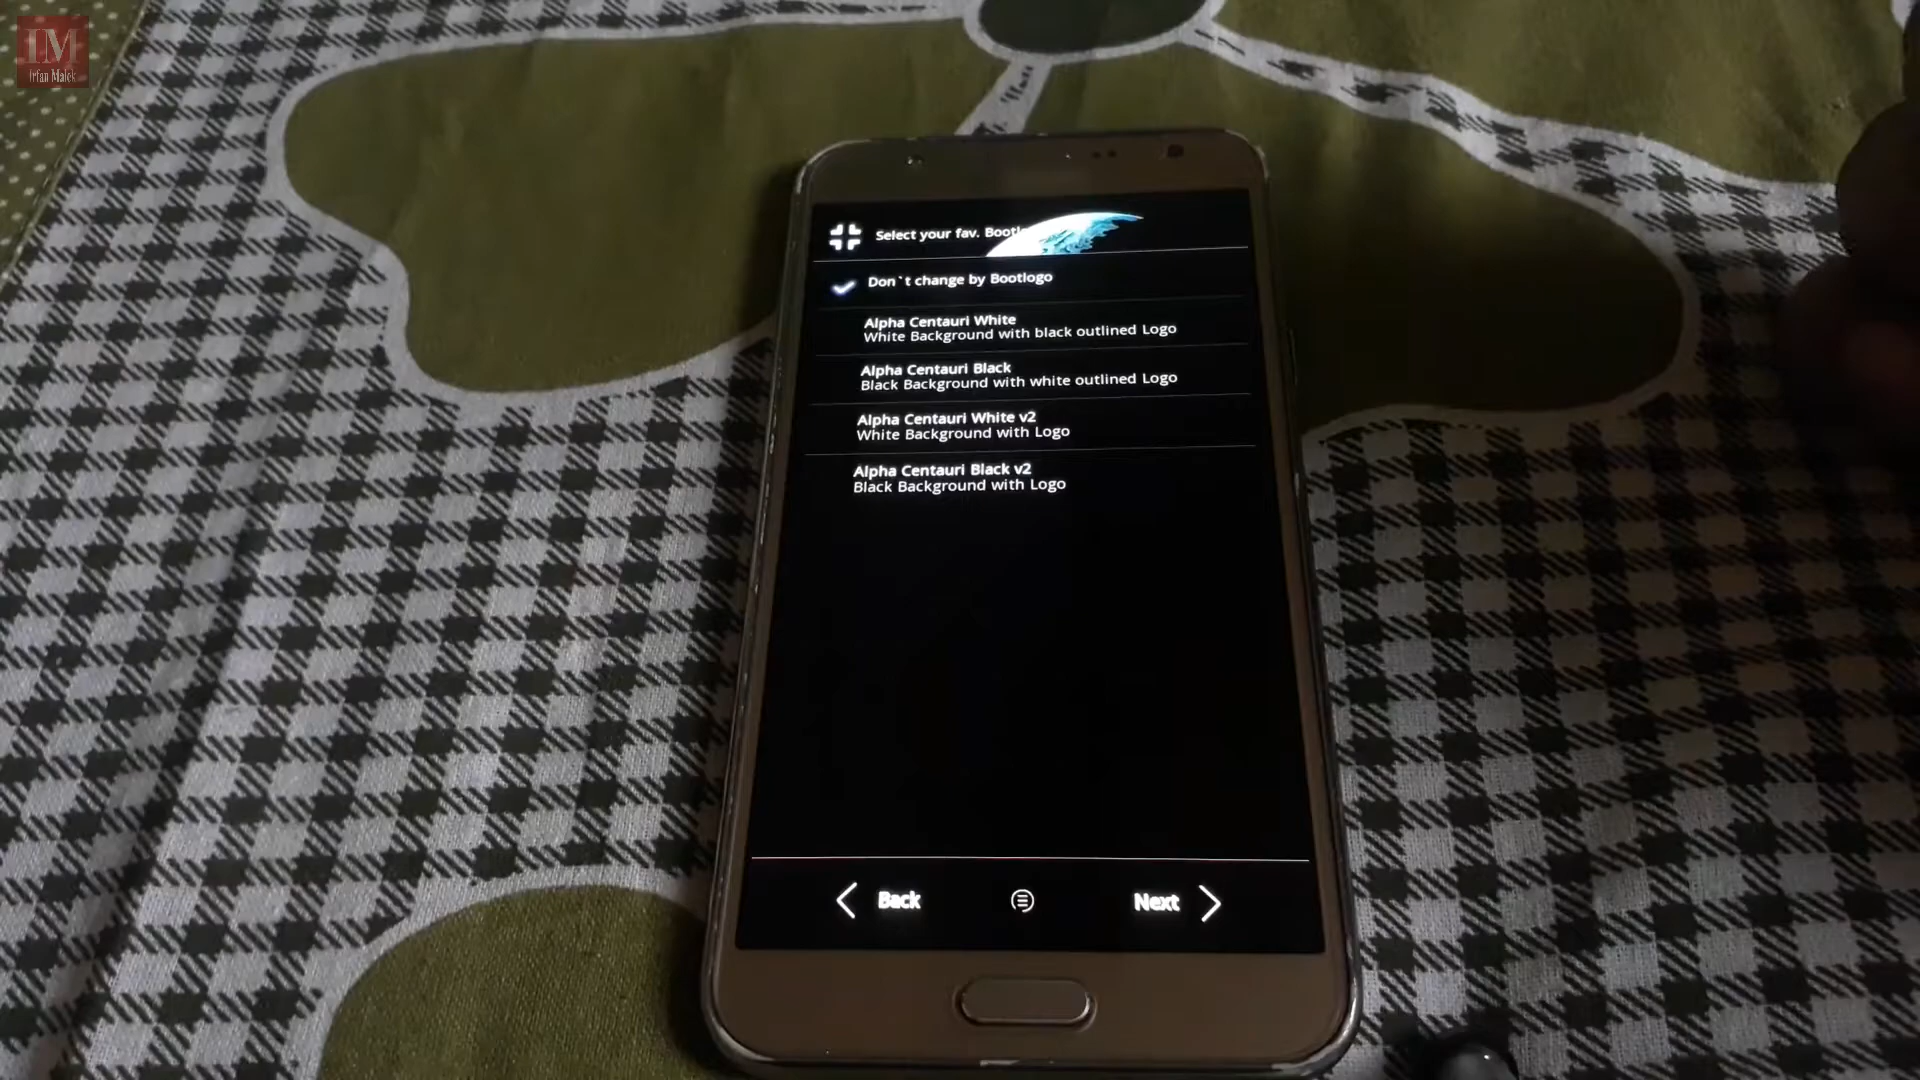 IM
Irfan Malek
Select your fav. Bootl
Don`t change by Bootlogo
Alpha Centauri White
White Background with black outlined Logo
Alpha Centauri Black
Black Background with white outlined Logo
Alpha Centauri White v2
White Background with Logo
Alpha Centauri Black v2
Black Background with Logo
Back
Next